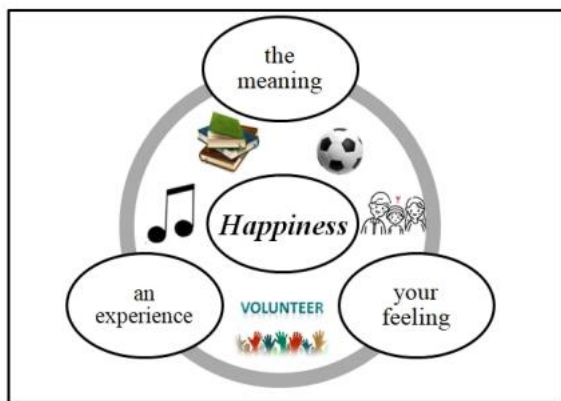 the
meaning
Happiness
an
experience
your
feeling
VOLUNTEER